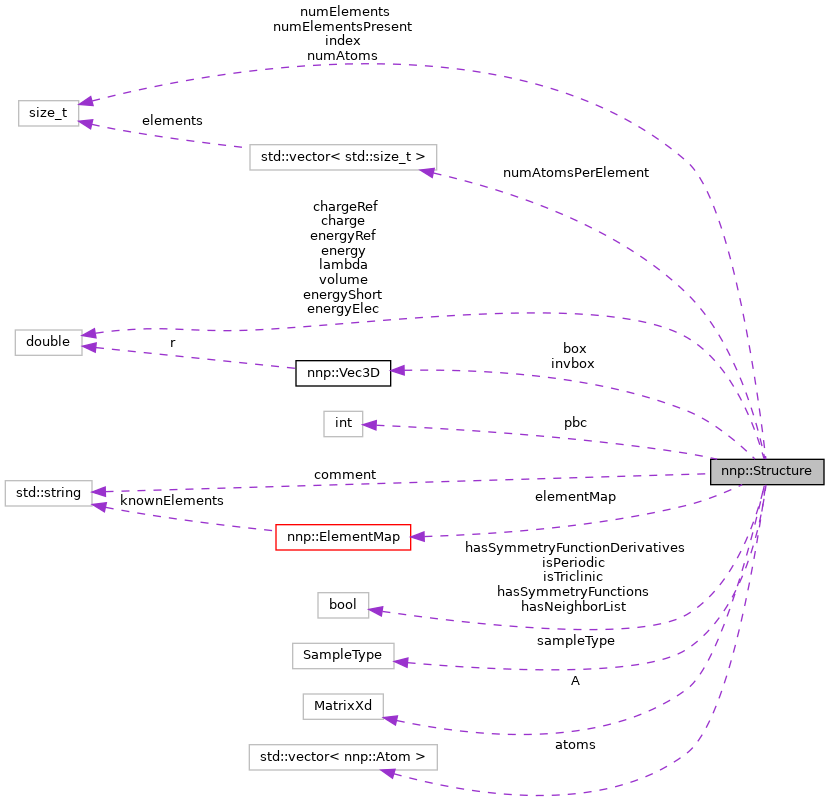 numElements
numElementsPresent
index
numAtoms
size_t
elements
std::vector< std::size_t >
numAtomsPerElement
chargeRef
charge
energyRef
energy
lambda
volume
energyShort
energyElec
double
r
nnp::Vec3D
box
invbox
int
pbc
nnp::Structure
comment
std::string
knownElements
elementMap
nnp::ElementMap
hasSymmetryFunctionDerivatives
isPeriodic
isTriclinic
hasSymmetryFunctions
hasNeighborList
bool
sampleType
SampleType
A
MatrixXd
atoms
std::vector< nnp::Atom >